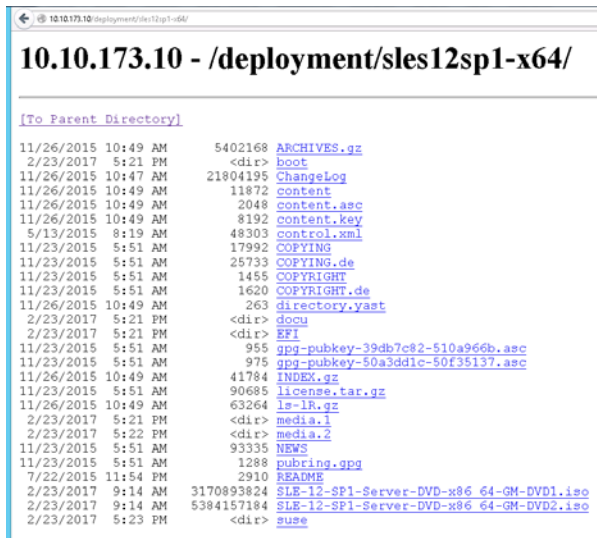 10.10.173.10/deployment/sles12sp1-x64/
10.10.173.10 - /deployment/sles12sp1-x64/
[To Parent Directory]
11/26/2015 10:49 AM 5402168 ARCHIVES.gz
2/23/2017 5:21 PM <dir> boot
11/26/2015 10:47 AM 21804195 ChangeLog
11/26/2015 10:49 AM 11872 content
11/26/2015 10:49 AM 2048 content.asc
11/26/2015 10:49 AM 8192 content.key
5/13/2015 8:19 AM 48303 control.xml
11/23/2015 5:51 AM 17992 COPYING
11/23/2015 5:51 AM 25733 COPYING.de
11/23/2015 5:51 AM 1455 COPYRIGHT
11/23/2015 5:51 AM 1620 COPYRIGHT.de
11/26/2015 10:49 AM 263 directory.yast
2/23/2017 5:21 PM <dir> docu
2/23/2017 5:21 PM <dir> EFI
11/23/2015 5:51 AM 955 gpg-pubkey-39db7c82-510a966b.asc
11/23/2015 5:51 AM 975 gpg-pubkey-50a3dd1c-50f35137.asc
11/26/2015 10:49 AM 41784 INDEX.gz
11/23/2015 5:51 AM 90685 license.tar.gz
11/26/2015 10:49 AM 63264 ls-lR.gz
2/23/2017 5:21 PM <dir> media.1
2/23/2017 5:22 PM <dir> media.2
11/23/2015 5:51 AM 93335 NEWS
11/23/2015 5:51 AM 1288 pubring.gpg
7/22/2015 11:54 PM 2910 README
2/23/2017 9:14 AM 3170893824 SLE-12-SP1-Server-DVD-x86_64-GM-DVD1.iso
2/23/2017 9:14 AM 5384157184 SLE-12-SP1-Server-DVD-x86_64-GM-DVD2.iso
2/23/2017 5:23 PM <dir> suse